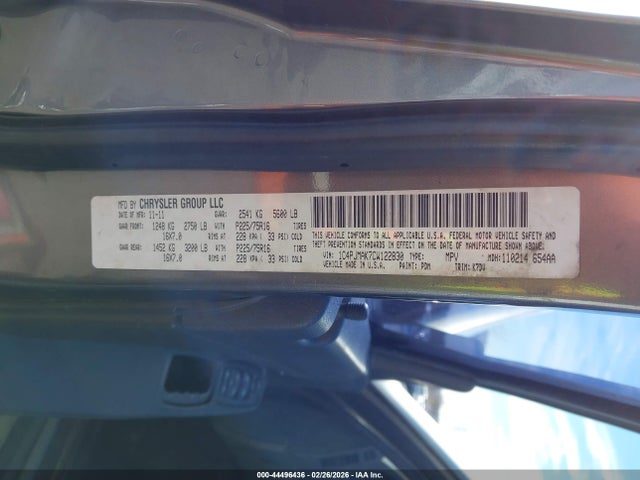 MFD BY CHRYSLER GROUP LLC
DATE OF MFR: 11-11 GVWR: 2541 KG 5600 LB
GAWR FRONT: 1248 KG 2750 LB WITH P225/75R16 TIRES
16X7.0 RIMS AT 228 KPA 33 PSI COLD
GAWR REAR: 1452 KG 3200 LB WITH P225/75R16 TIRES
16X7.0 RIMS AT 228 KPA 33 PSI COLD
THIS VEHICLE CONFORMS TO ALL APPLICABLE U.S.A. FEDERAL MOTOR VEHICLE SAFETY AND
THEFT PREVENTION STANDARDS IN EFFECT ON THE DATE OF MANUFACTURE SHOWN ABOVE.
VIN: 1C4PJMAK7CW122830 TYPE: MPV MDH: 110214 654AA
VEHICLE MADE IN U.S.A. PAINT: PDM TRIM: K7DV
000-44496436 - 02/26/2026 - IAA Inc.